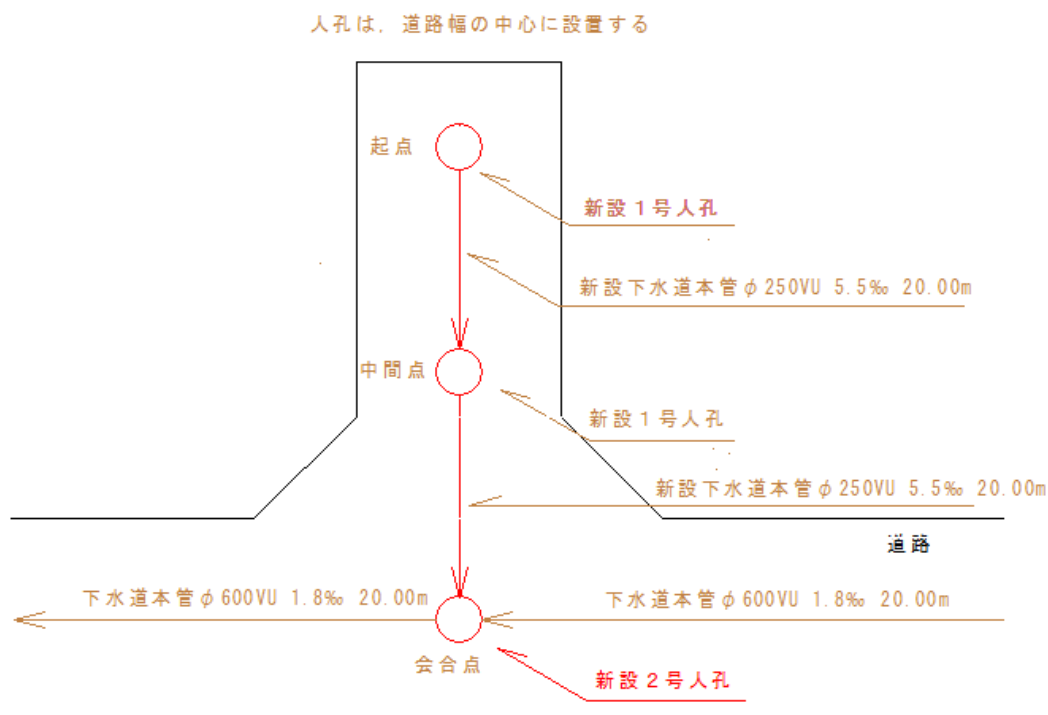 人孔は，道路幅の中心に設置する
起点
新設１号人孔
新設下水道本管φ250VU 5.5‰ 20.00m
中間点
新設１号人孔
新設下水道本管φ250VU 5.5‰ 20.00m
道路
下水道本管φ600VU 1.8‰ 20.00m
下水道本管φ600VU 1.8‰ 20.00m
会合点
新設２号人孔